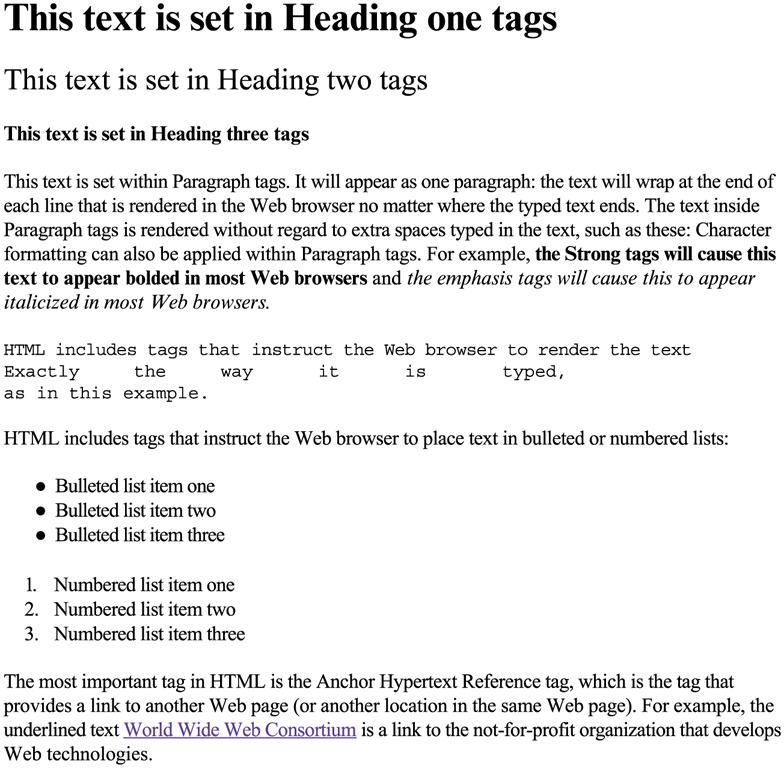 This text is set in Heading one tags
This text is set in Heading two tags
This text is set in Heading three tags
This text is set within Paragraph tags. It will appear as one paragraph: the text will wrap at the end of
each line that is rendered in the Web browser no matter where the typed text ends. The text inside
Paragraph tags is rendered without regard to extra spaces typed in the text, such as these: Character
formatting can also be applied within Paragraph tags. For example, the Strong tags will cause this
text to appear bolded in most Web browsers and the emphasis tags will cause this to appear
italicized in most Web browsers.
HTML includes tags that instruct the Web browser to render the text
Exactly     the     way      it      is       typed,
as in this example.
HTML includes tags that instruct the Web browser to place text in bulleted or numbered lists:
● Bulleted list item one
● Bulleted list item two
● Bulleted list item three
1. Numbered list item one
2. Numbered list item two
3. Numbered list item three
The most important tag in HTML is the Anchor Hypertext Reference tag, which is the tag that
provides a link to another Web page (or another location in the same Web page). For example, the
underlined text World Wide Web Consortium is a link to the not-for-profit organization that develops
Web technologies.